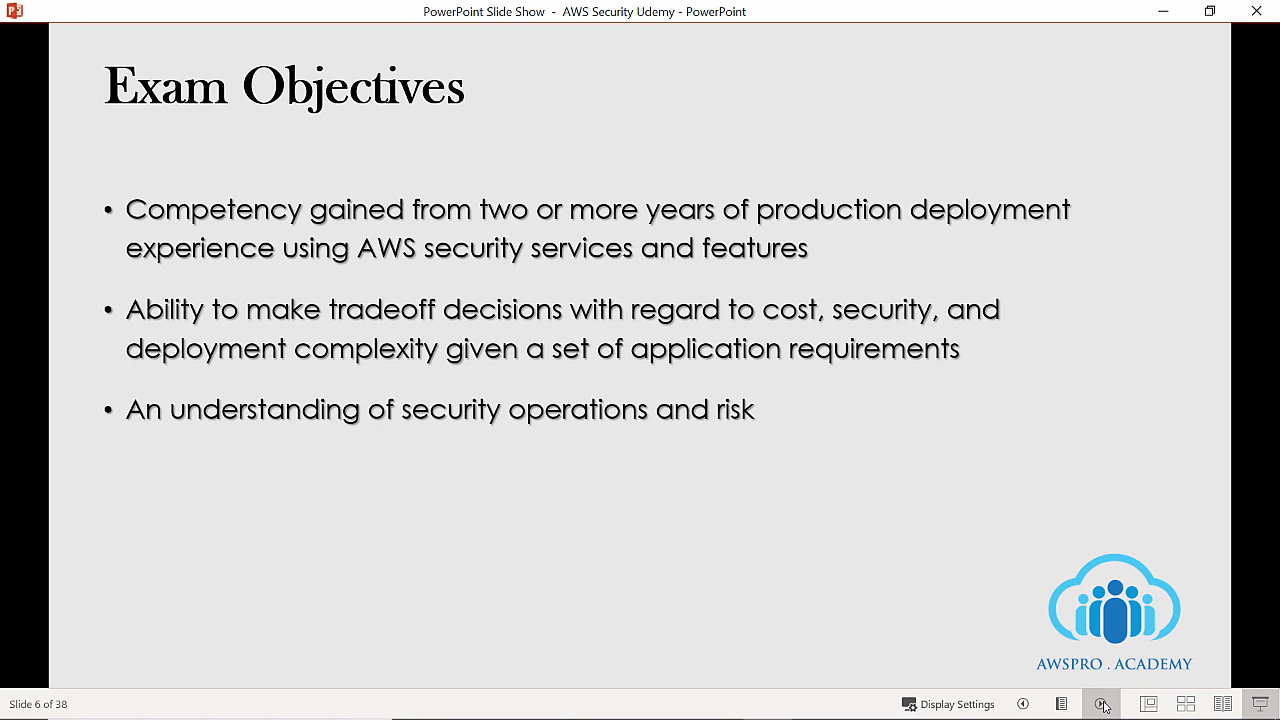 PowerPoint Slide Show - AWS Security Udemy - PowerPoint
Exam Objectives
• Competency gained from two or more years of production deployment
experience using AWS security services and features
• Ability to make tradeoff decisions with regard to cost, security, and
deployment complexity given a set of application requirements
• An understanding of security operations and risk
AWSPRO . ACADEMY
Slide 6 of 38
Display Settings